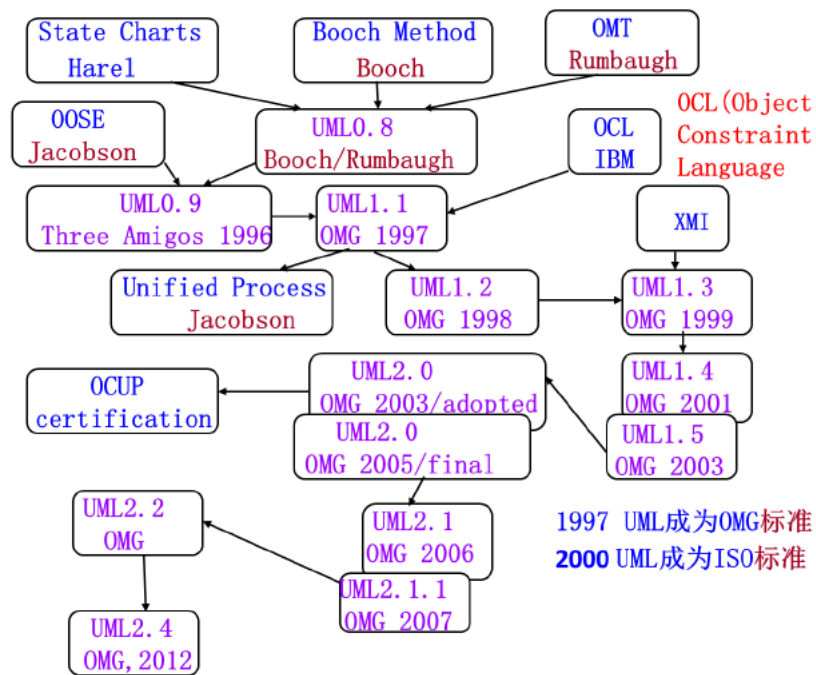 State Charts
Harel
Booch Method
Booch
OMT
Rumbaugh
OOSE
Jacobson
UML0.8
Booch/Rumbaugh
OCL
IBM
OCL(Object
Constraint
Language
UML0.9
Three Amigos 1996
UML1.1
OMG 1997
XMI
Unified Process
Jacobson
UML1.2
OMG 1998
UML1.3
OMG 1999
OCUP
certification
UML2.0
OMG 2003/adopted
UML2.0
OMG 2005/final
UML1.4
OMG 2001
UML1.5
OMG 2003
UML2.2
OMG
UML2.1
OMG 2006
UML2.1.1
OMG 2007
1997 UML成为OMG标准
2000 UML成为ISO标准
UML2.4
OMG,2012